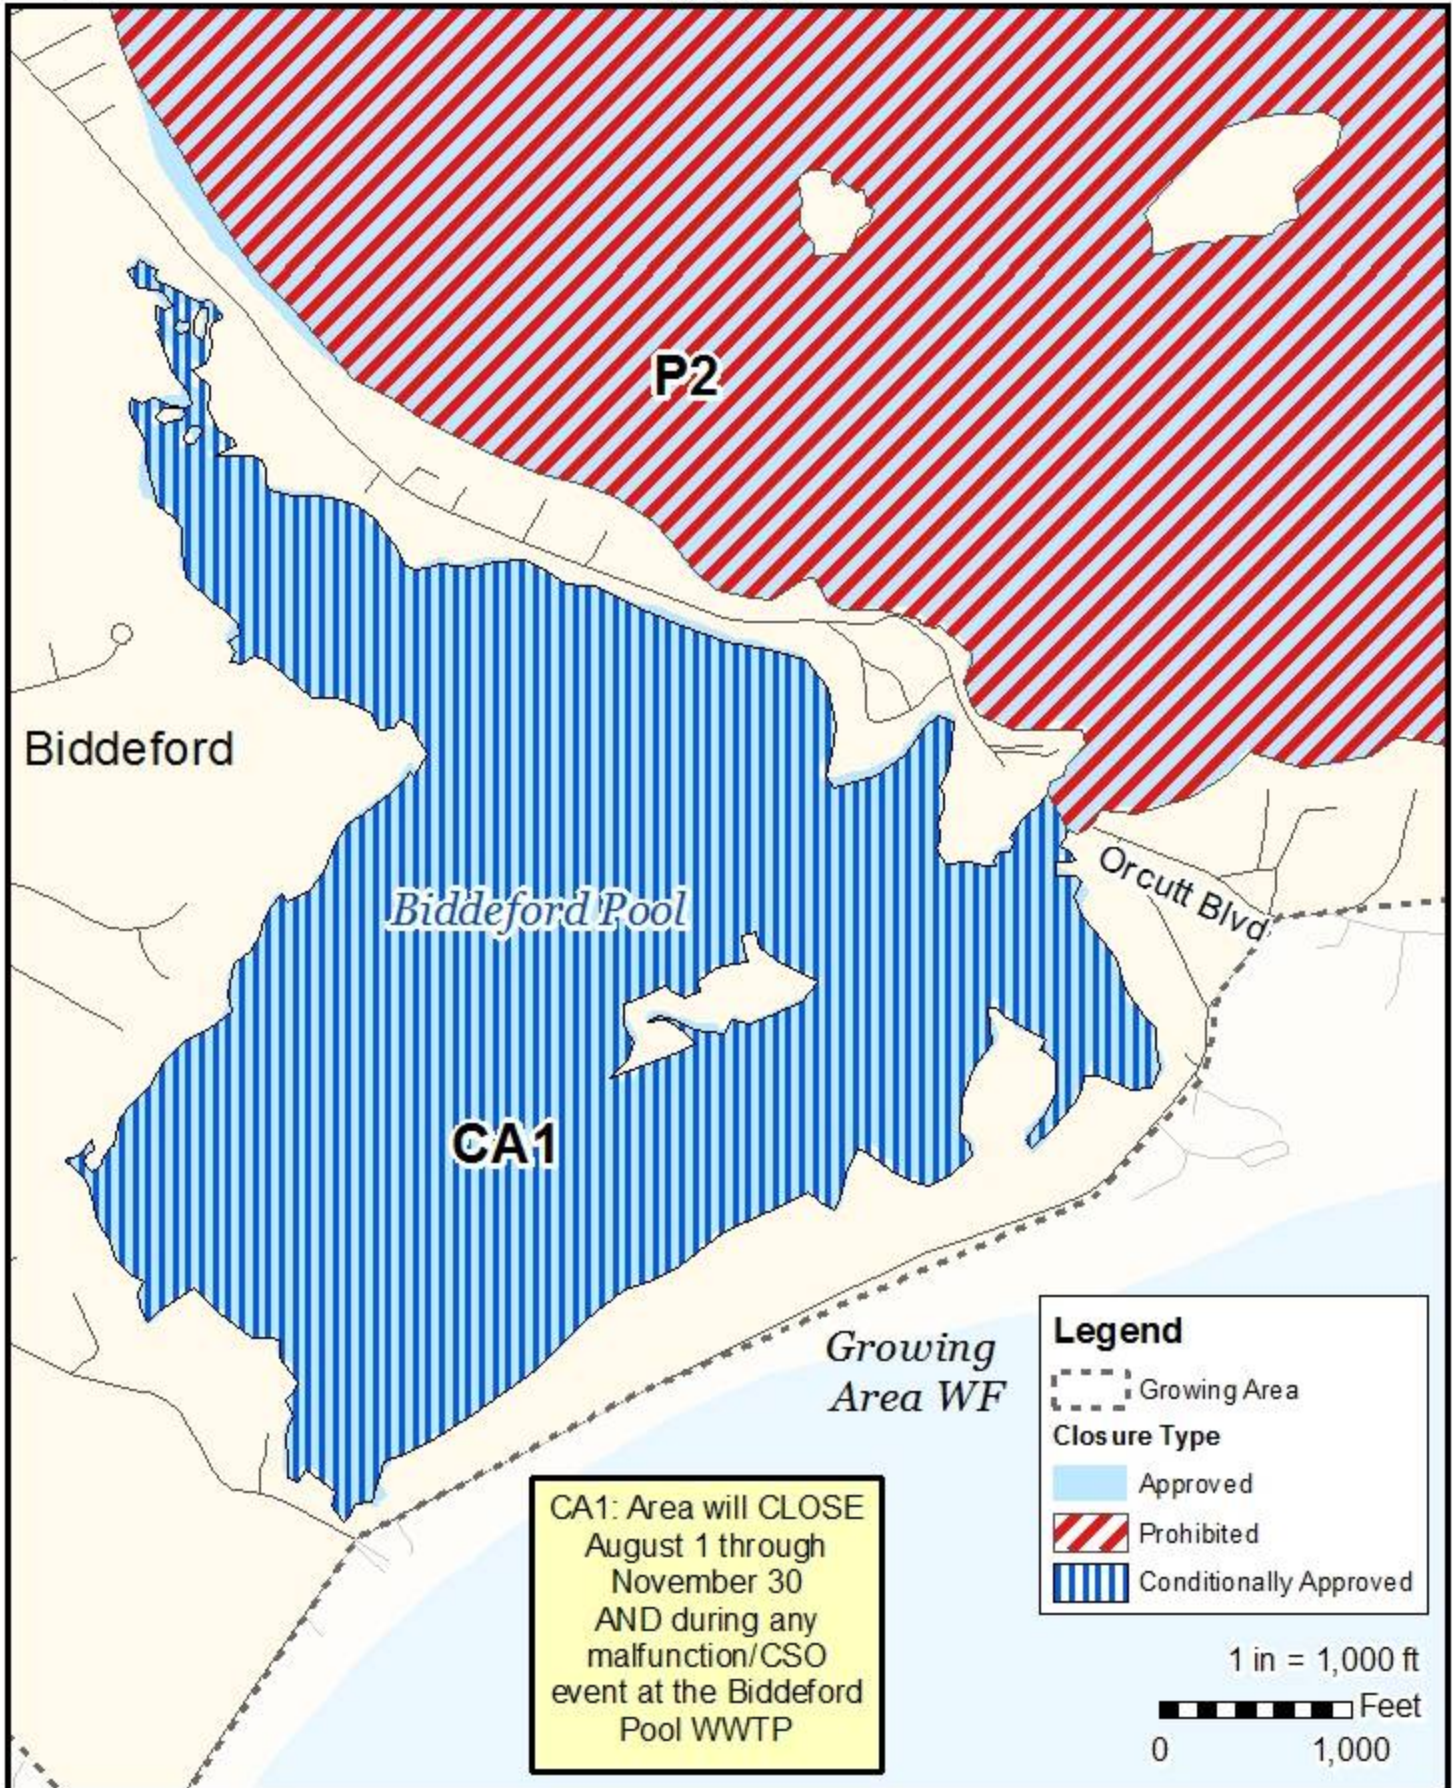 P2
Biddeford
Orcutt Blvd
Biddeford Pool
CA1
Growing
Area WF
Legend
Growing Area
Closure Type
Approved
Prohibited
Conditionally Approved
CA1: Area will CLOSE
August 1 through
November 30
AND during any
malfunction/CSO
event at the Biddeford
Pool WWTP
1 in = 1,000 ft
Feet
0 1,000